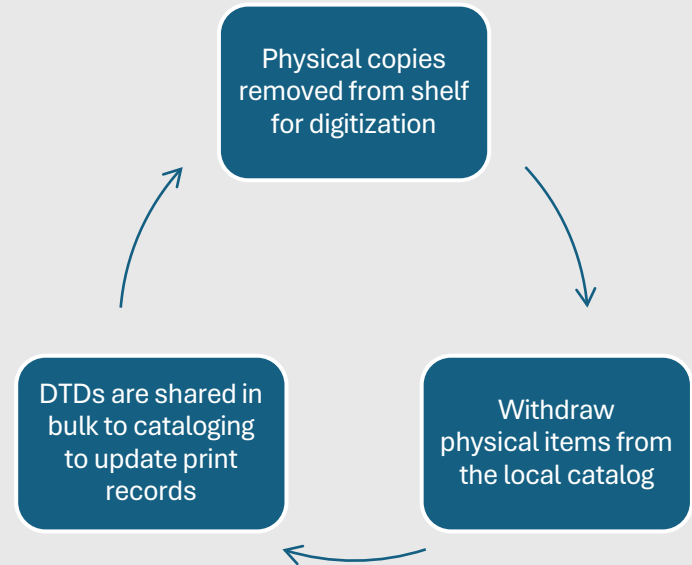 Physical copies
removed from shelf
for digitization
Withdraw
physical items from
the local catalog
DTDs are shared in
bulk to cataloging
to update print
records